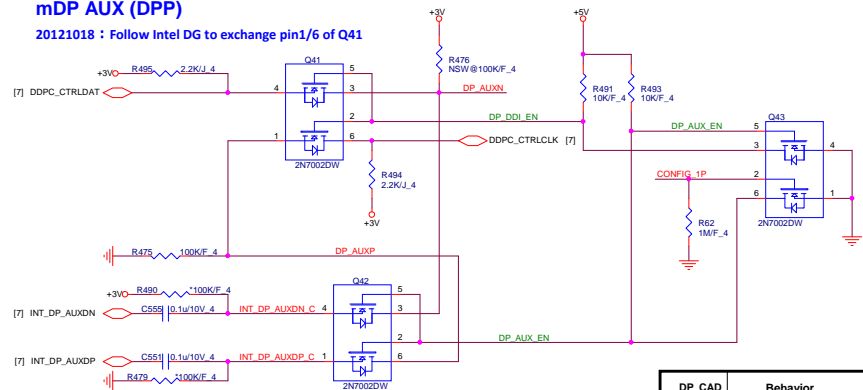 mDP AUX (DPP)
20121018：Follow Intel DG to exchange pin1/6 of Q41
+3V
+5V
+3V
R495
2.2K/J_4
Q41
R476
NSW@100K/F_4
[7] DDPC_CTRLDAT
4
5
3
DP_AUXN
R491
10K/F_4
R493
10K/F_4
2
DP_DDI_EN
1
6
DDPC_CTRLCLK [7]
2N7002DW
R494
2.2K/J_4
+3V
DP_AUX_EN
Q43
5
3
4
CONFIG_1P
2
6
1
2N7002DW
R62
1M/F_4
R475
100K/F_4
DP_AUXP
+3V
R490
*100K/F_4
Q42
[7] INT_DP_AUXDN
C555
0.1u/10V_4
INT_DP_AUXDN_C
4
5
3
2
DP_AUX_EN
[7] INT_DP_AUXDP
C551
0.1u/10V_4
INT_DP_AUXDP_C
1
6
R479
*100K/F_4
2N7002DW
DP_CAD
Behavior